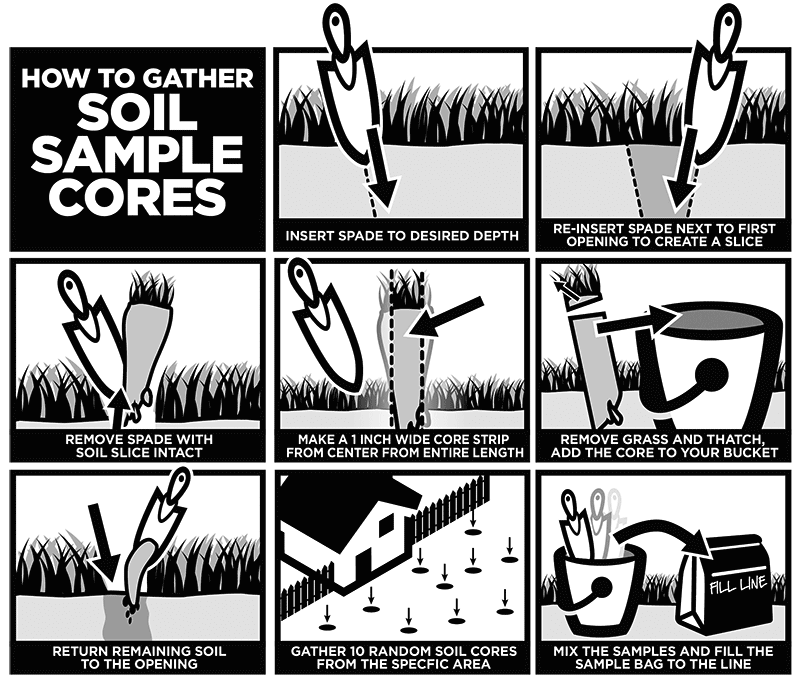 HOW TO GATHER
SOIL
SAMPLE
CORES
INSERT SPADE TO DESIRED DEPTH
RE-INSERT SPADE NEXT TO FIRST
OPENING TO CREATE A SLICE
REMOVE SPADE WITH
SOIL SLICE INTACT
MAKE A 1 INCH WIDE CORE STRIP
FROM CENTER FROM ENTIRE LENGTH
REMOVE GRASS AND THATCH,
ADD THE CORE TO YOUR BUCKET
RETURN REMAINING SOIL
TO THE OPENING
GATHER 10 RANDOM SOIL CORES
FROM THE SPECFIC AREA
FILL LINE
MIX THE SAMPLES AND FILL THE
SAMPLE BAG TO THE LINE